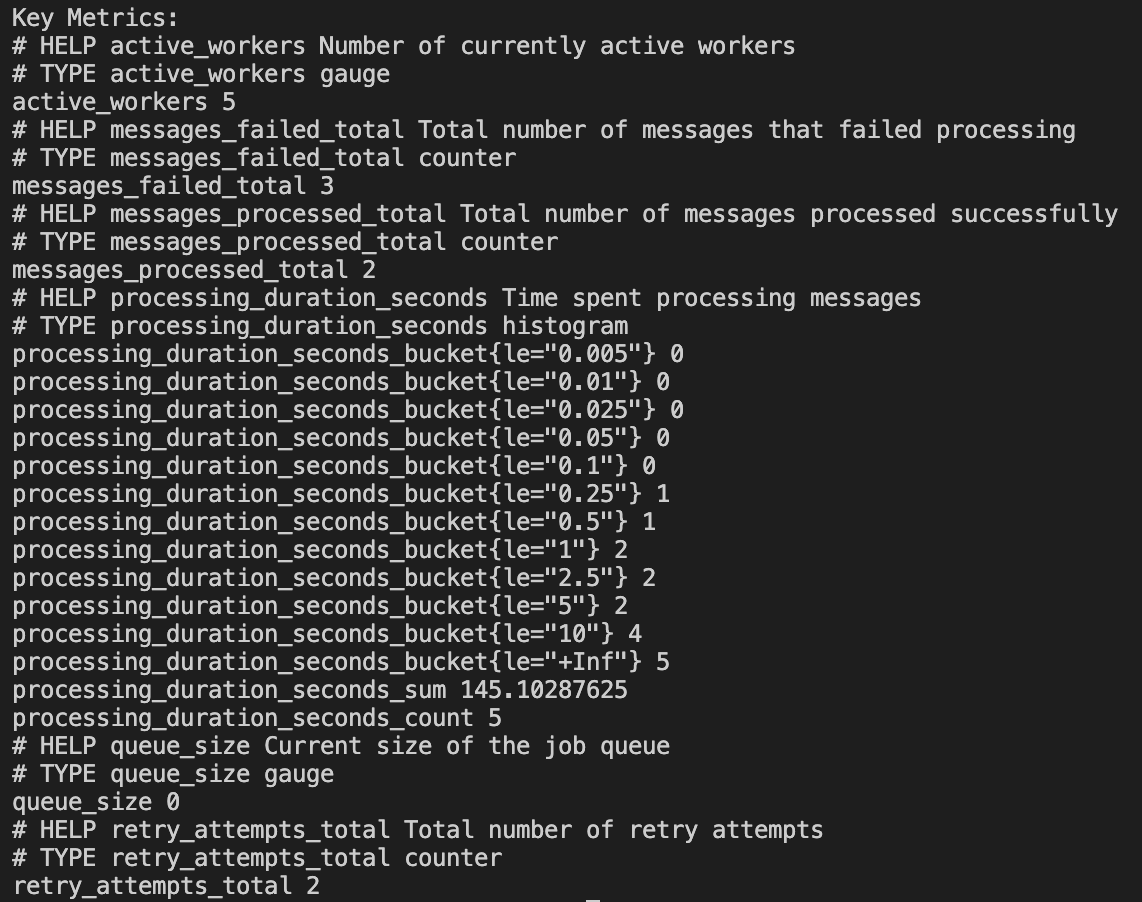 Key Metrics:
# HELP active_workers Number of currently active workers
# TYPE active_workers gauge
active_workers 5
# HELP messages_failed_total Total number of messages that failed processing
# TYPE messages_failed_total counter
messages_failed_total 3
# HELP messages_processed_total Total number of messages processed successfully
# TYPE messages_processed_total counter
messages_processed_total 2
# HELP processing_duration_seconds Time spent processing messages
# TYPE processing_duration_seconds histogram
processing_duration_seconds_bucket{le="0.005"} 0
processing_duration_seconds_bucket{le="0.01"} 0
processing_duration_seconds_bucket{le="0.025"} 0
processing_duration_seconds_bucket{le="0.05"} 0
processing_duration_seconds_bucket{le="0.1"} 0
processing_duration_seconds_bucket{le="0.25"} 1
processing_duration_seconds_bucket{le="0.5"} 1
processing_duration_seconds_bucket{le="1"} 2
processing_duration_seconds_bucket{le="2.5"} 2
processing_duration_seconds_bucket{le="5"} 2
processing_duration_seconds_bucket{le="10"} 4
processing_duration_seconds_bucket{le="+Inf"} 5
processing_duration_seconds_sum 145.10287625
processing_duration_seconds_count 5
# HELP queue_size Current size of the job queue
# TYPE queue_size gauge
queue_size 0
# HELP retry_attempts_total Total number of retry attempts
# TYPE retry_attempts_total counter
retry_attempts_total 2